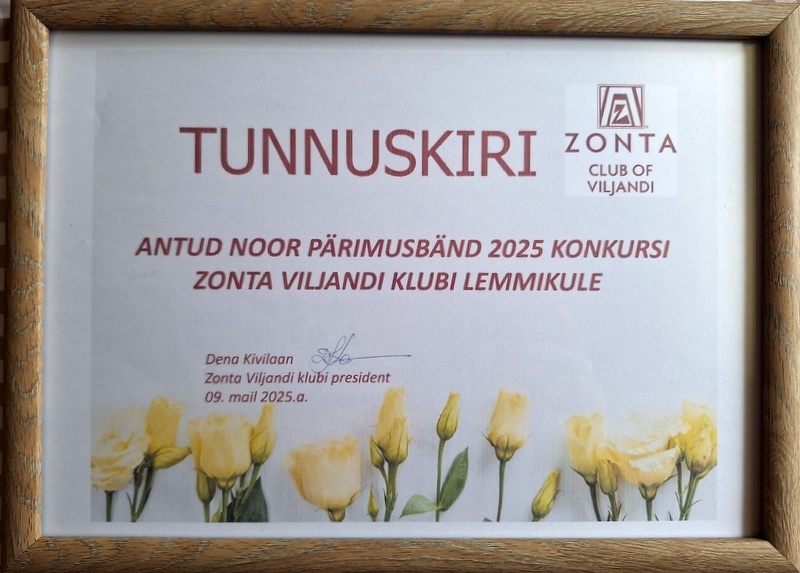 TUNNUSKIRI
ZONTA
CLUB OF
VILJANDI
ANTUD NOOR PÄRIMUSBÄND 2025 KONKURSI
ZONTA VILJANDI KLUBI LEMMIKULE
Dena Kivilaan
Zonta Viljandi klubi president
09. mail 2025.a.